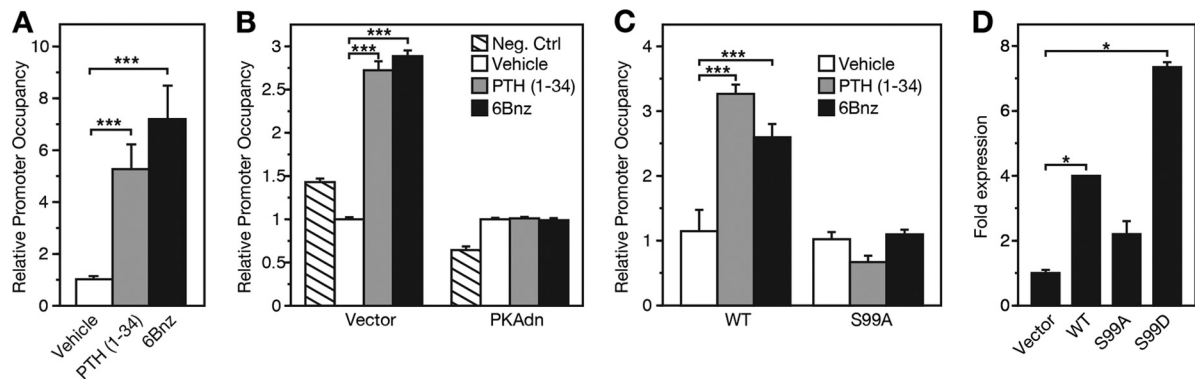 A
Relative Promoter Occupancy
10
8
6
4
2
0
***
***
Vehicle
PTH (1-34)
6Bnz
B
Relative Promoter Occupancy
3
2.5
2
1.5
1
0.5
0
***
***
Neg. Ctrl
Vehicle
PTH (1-34)
6Bnz
Vector
PKAdn
C
Relative Promoter Occupancy
4
3
2
1
0
***
***
Vehicle
PTH (1-34)
6Bnz
WT
S99A
D
Fold expression
8
6
4
2
0
*
*
Vector
WT
S99A
S99D